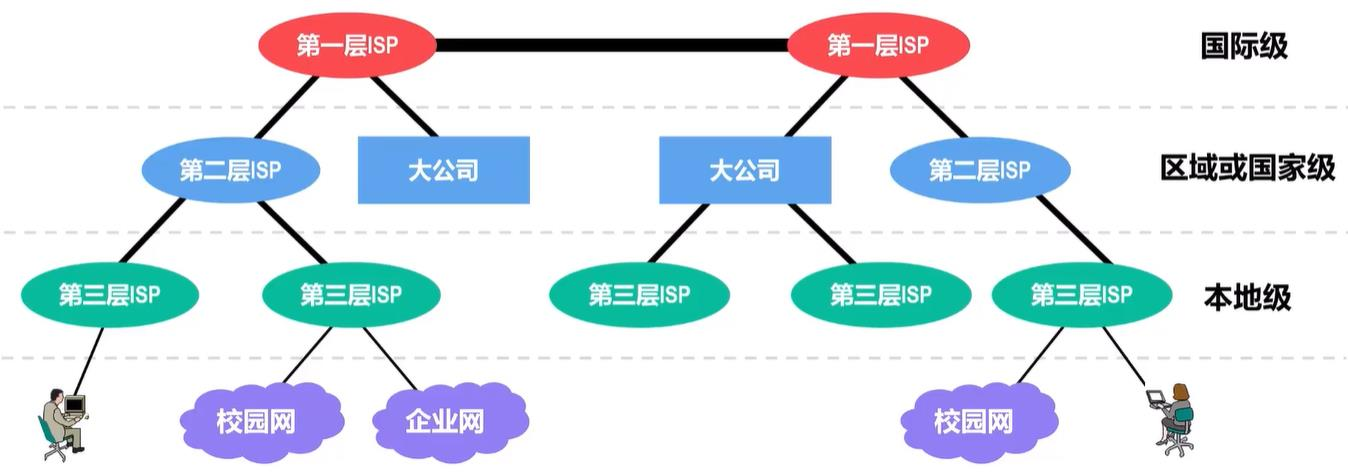 第一层ISP
第一层ISP
国际级
第二层ISP
大公司
大公司
第二层ISP
区域或国家级
第三层ISP
第三层ISP
第三层ISP
第三层ISP
第三层ISP
本地级
校园网
企业网
校园网